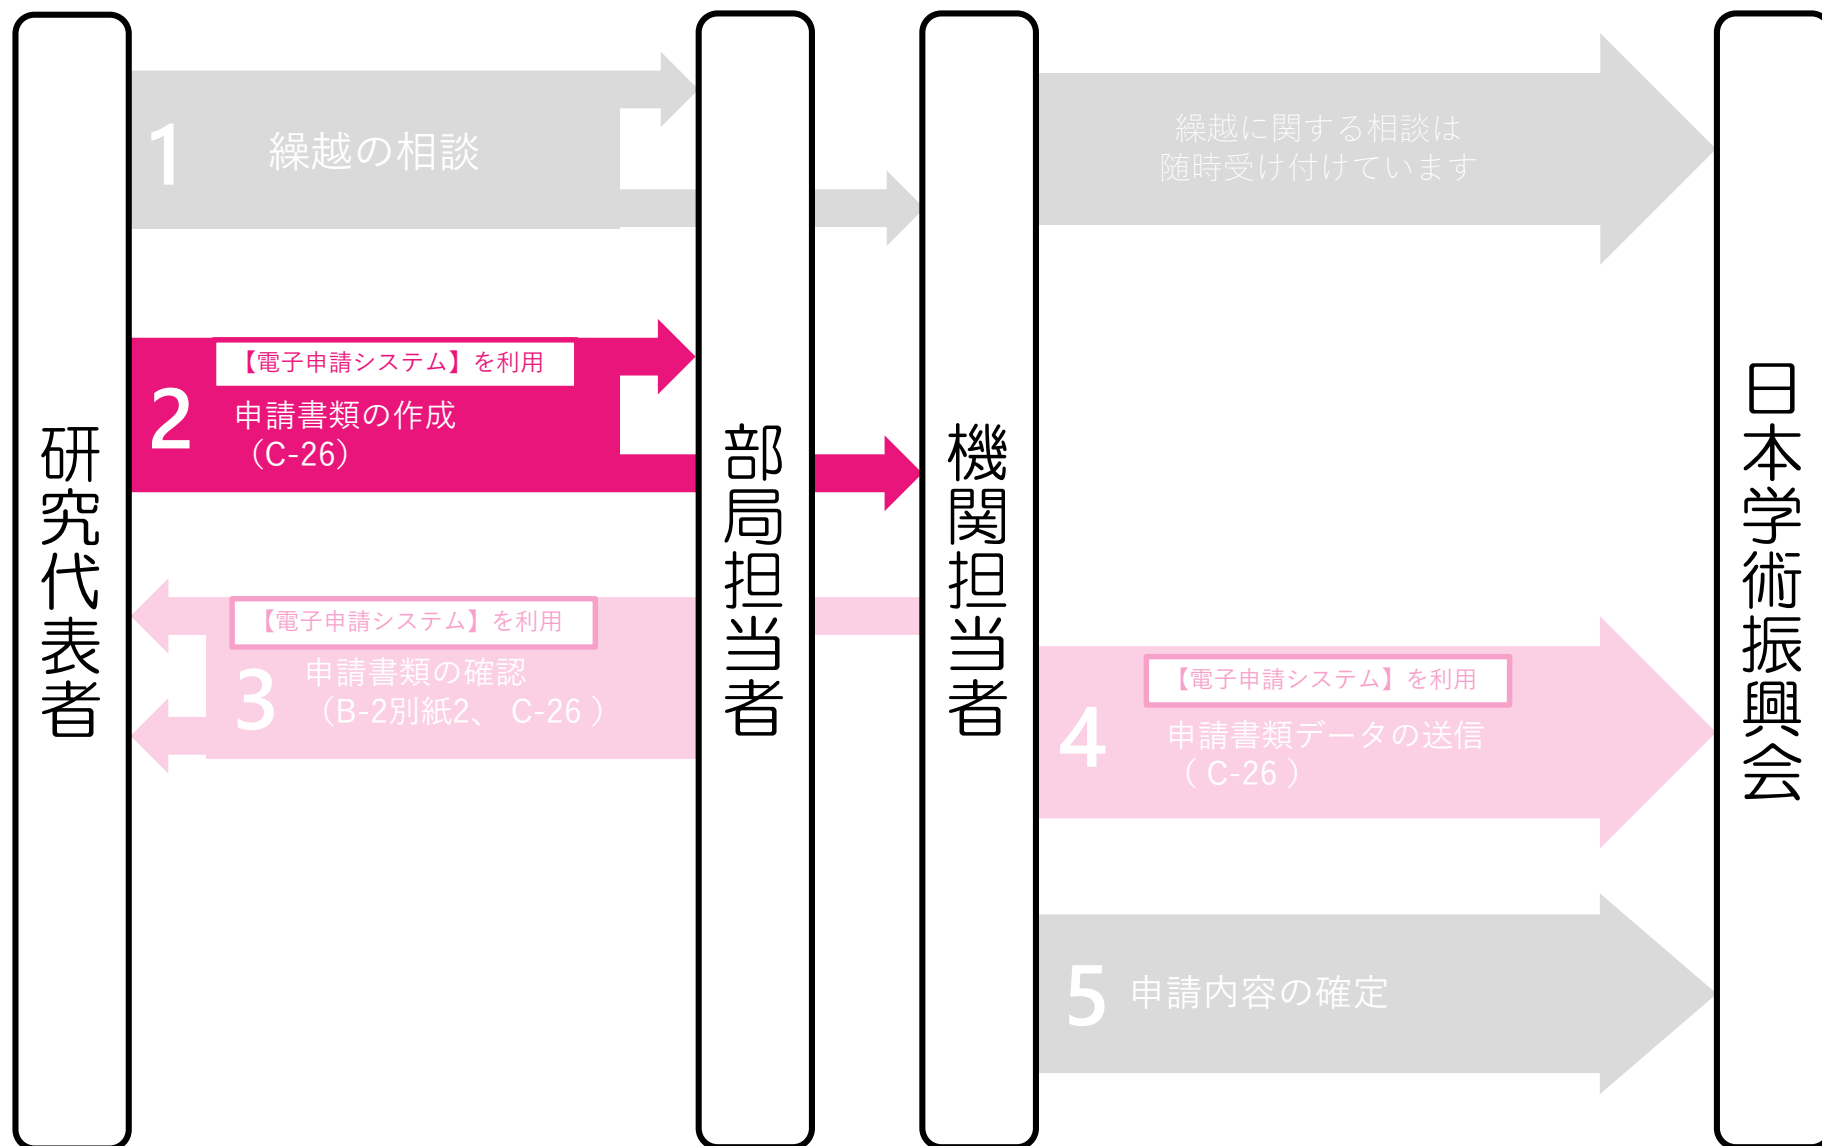 研究代表者
部局担当者
機関担当者
日本学術振興会
1
繰越の相談
繰越に関する相談は
随時受け付けています
2
【電子申請システム】を利用
申請書類の作成
（C-26）
3
【電子申請システム】を利用
申請書類の確認
（B-2別紙2、 C-26 ）
4
【電子申請システム】を利用
申請書類データの送信
（ C-26 ）
5
申請内容の確定